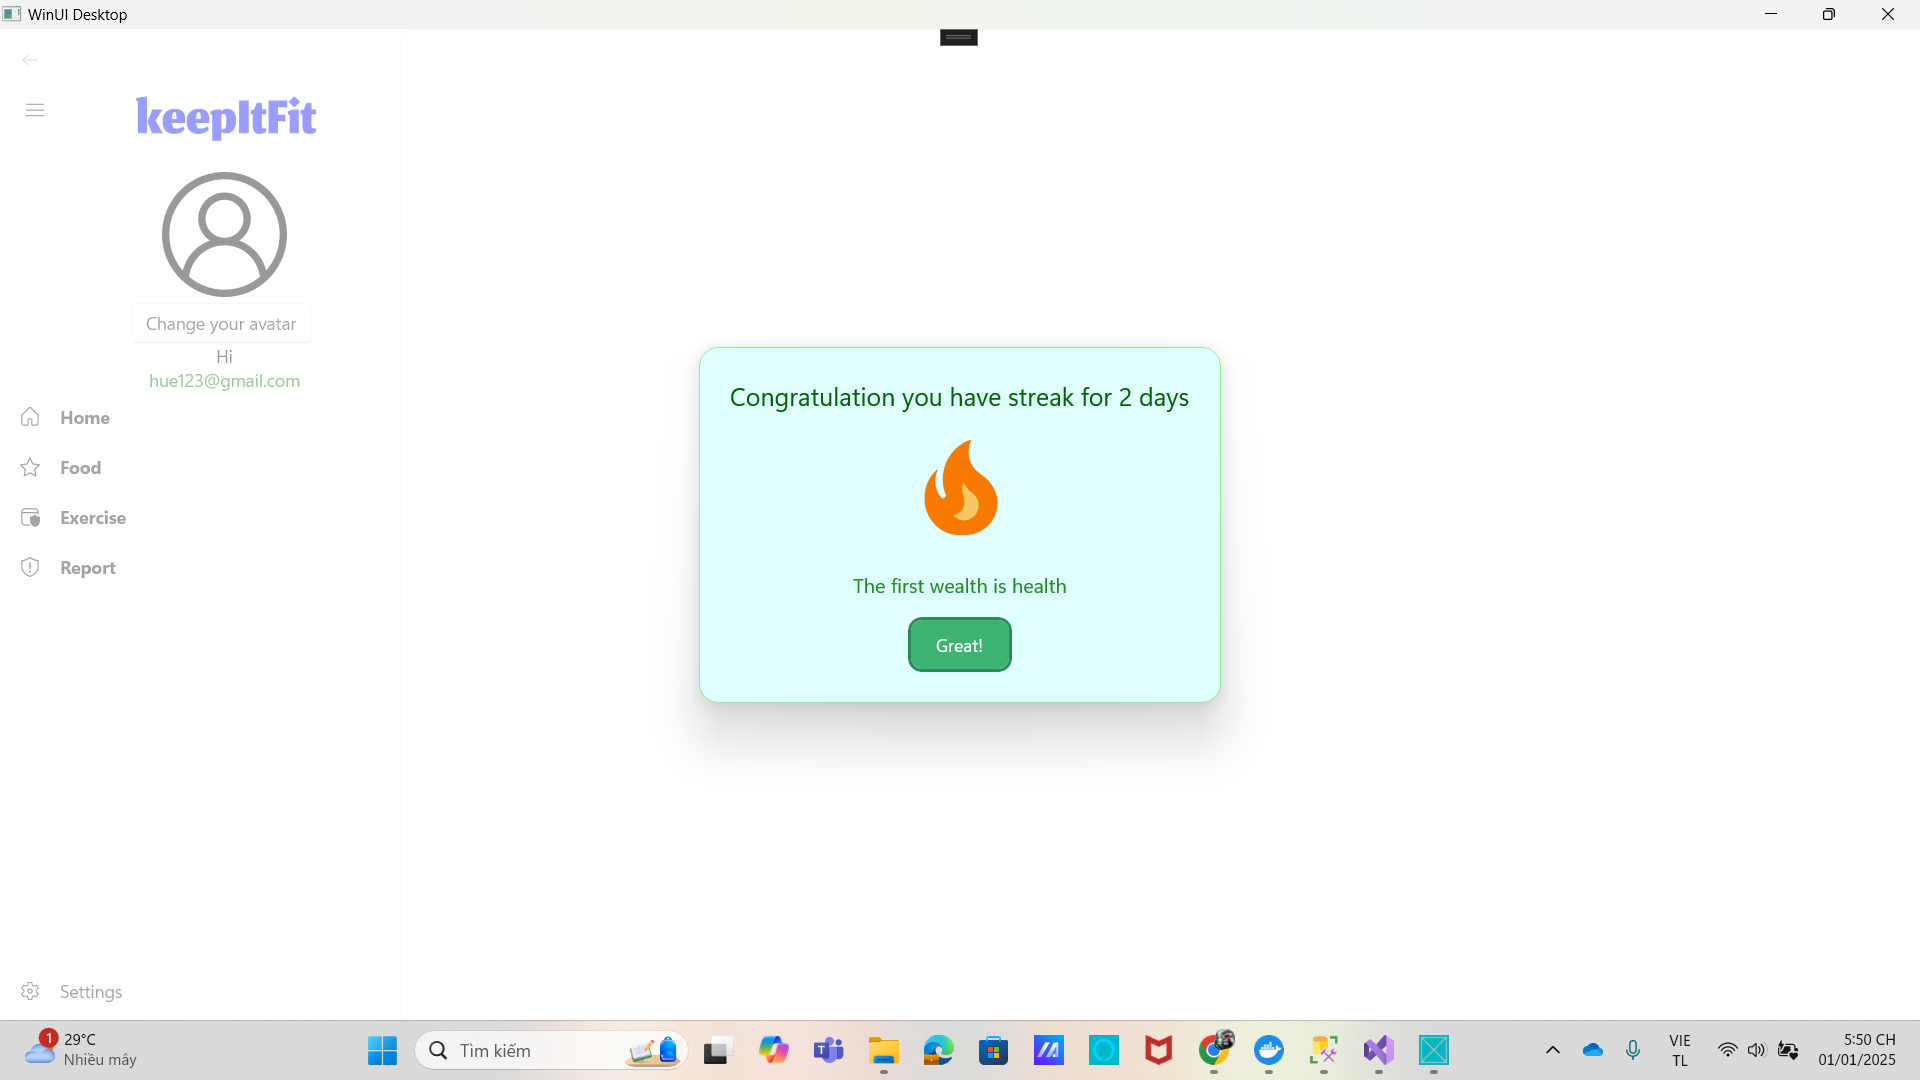 WinUI Desktop
keepItFit
Change your avatar
Hi
hue123@gmail.com
Home
Food
Exercise
Report
Congratulation you have streak for 2 days
The first wealth is health
Great!
Settings
1
29°C
Nhiều mây
Tìm kiếm
VIE
TL
5:50 CH
01/01/2025